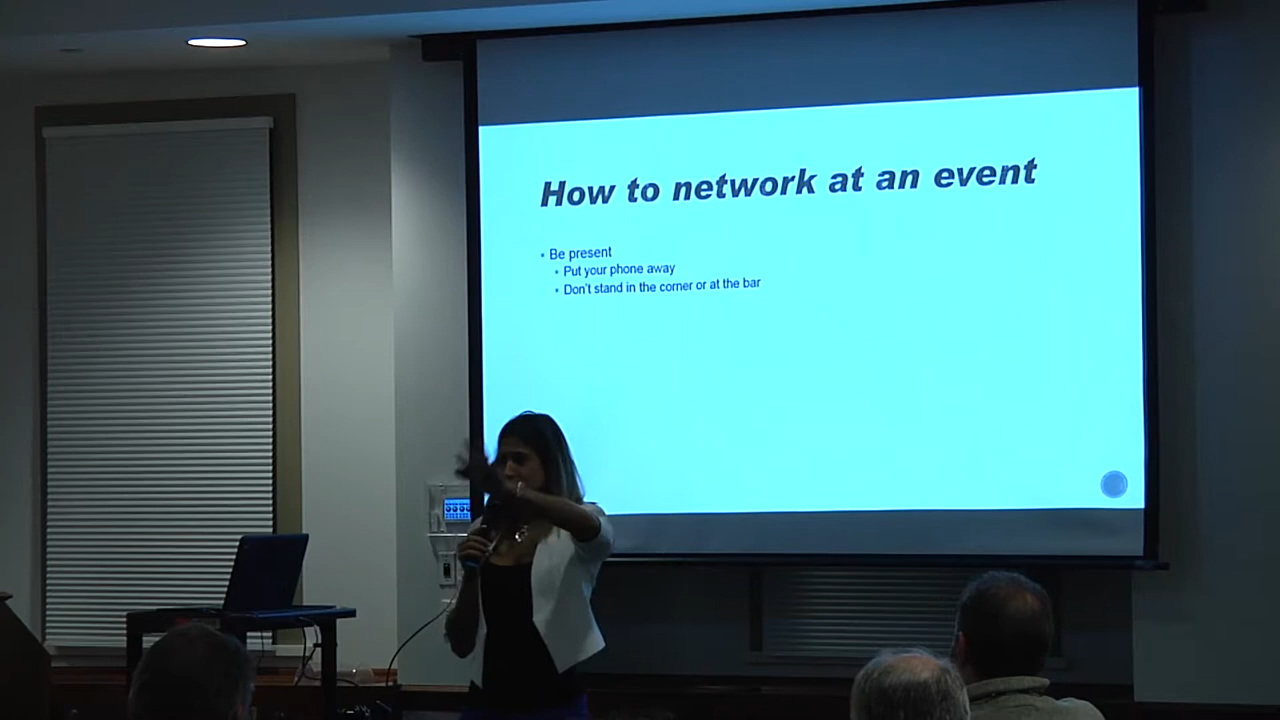 How to network at an event
• Be present
• Put your phone away
• Don't stand in the corner or at the bar